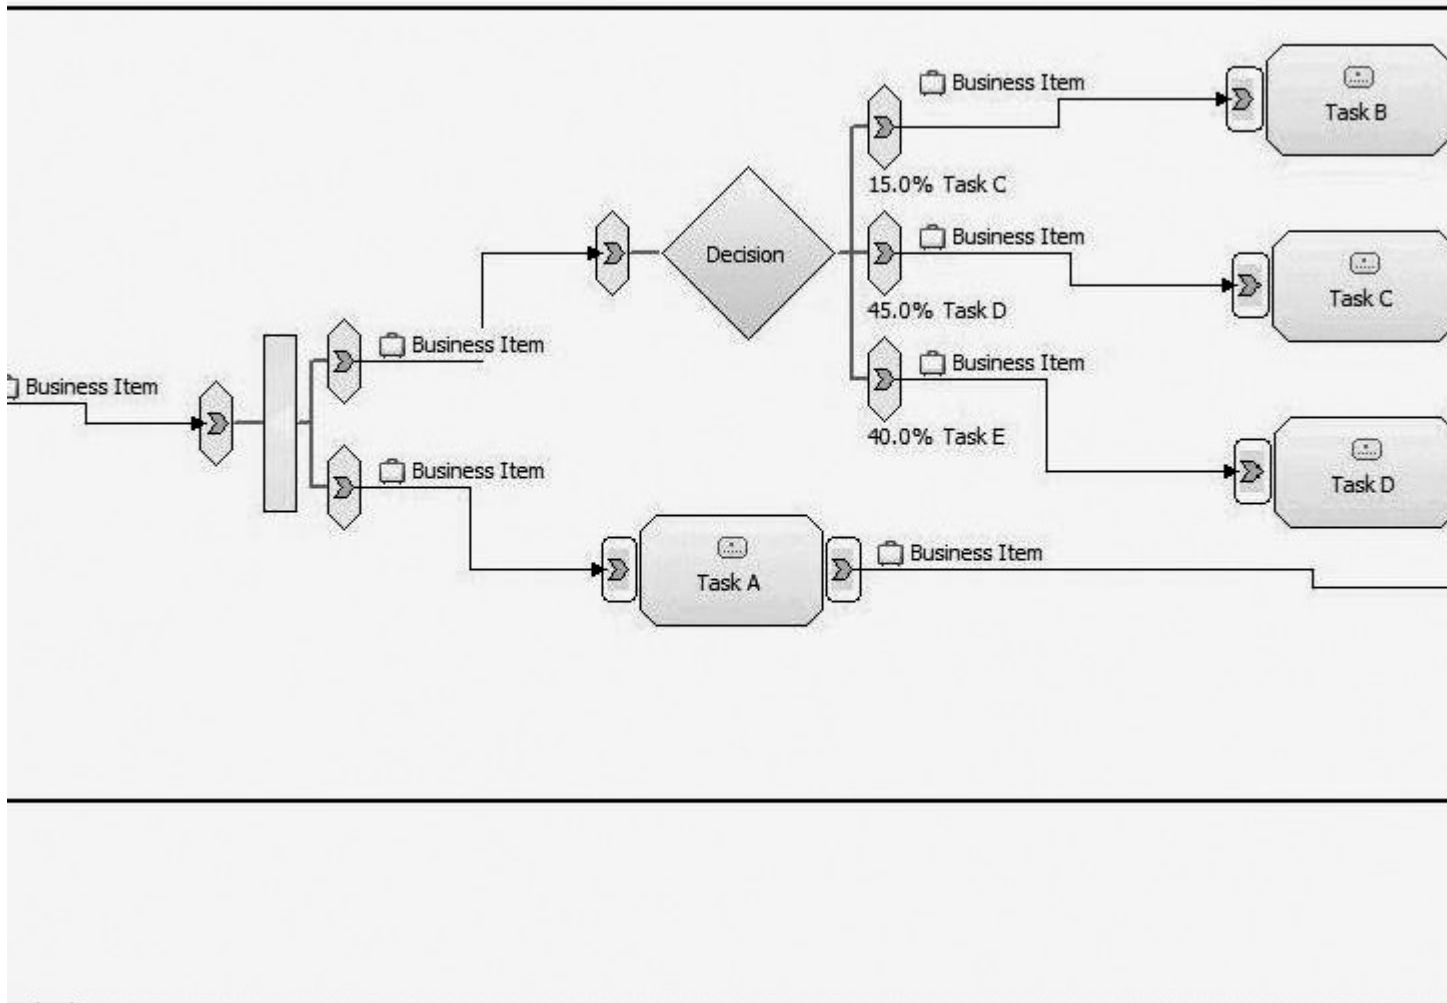 Business Item
Task B
15.0% Task C
Business Item
Decision
Task C
45.0% Task D
Business Item
Business Item
Business Item
40.0% Task E
Business Item
Task D
Business Item
Task A